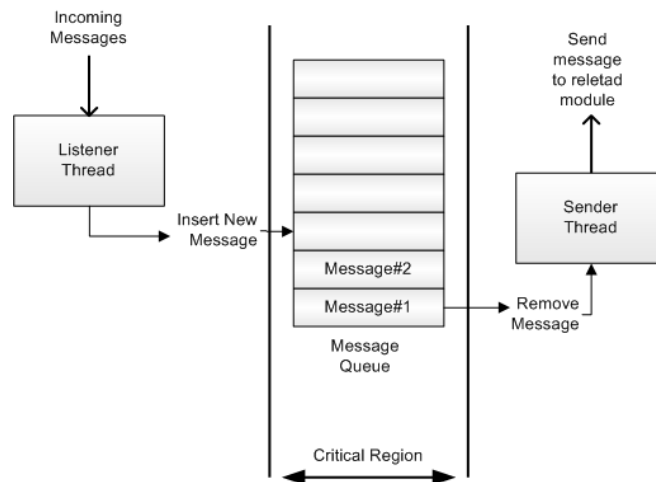 Incoming
Messages
Listener
Thread
Insert New
Message
Message#2
Message#1
Message
Queue
Critical Region
Remove
Message
Sender
Thread
Send
message
to reletad
module